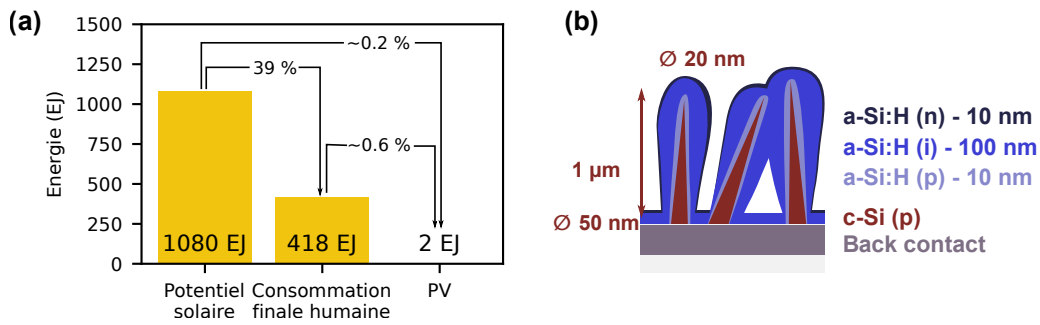 (a)
Energie (EJ)
1500
1250
1000
750
500
250
0
~0.2 %
39 %
~0.6 %
1080 EJ
418 EJ
2 EJ
Potentiel
solaire
Consommation
finale humaine
PV
(b)
∅ 20 nm
1 µm
∅ 50 nm
a-Si:H (n) - 10 nm
a-Si:H (i) - 100 nm
a-Si:H (p) - 10 nm
c-Si (p)
Back contact